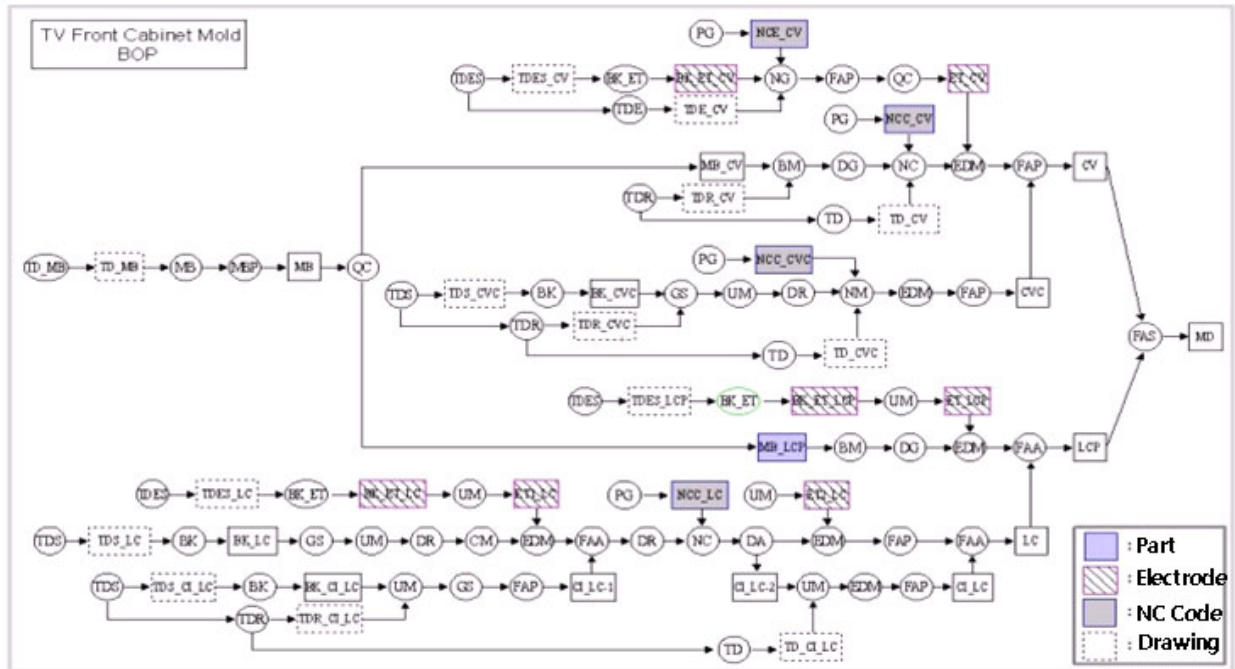 TV Front Cabinet Mold
BOP
PG NCE_CV
TDES TDES_CV BK_ET BK_ET_CV NG FAP QC ET_CV
TDE TDE_CV
PG NCC_CV
MB_CV BM DG NC EDM FAP CV
TDR TDR_CV
TD TD_CV
TD_MB TD_MB MB MBP MB QC
PG NCC_CVC
TDS TDS_CVC BK BK_CVC GS UM DR NM EDM FAP CVC
TDR TDR_CVC
TD TD_CVC
FAS MD
TDES TDES_LCP BK_ET BK_ET_LCP UM ET_LCP
MB_LCP BM DG EDM FAA LCP
TDES TDES_LC BK_ET BK_ET_LC UM PG NCC_LC UM
TDS TDS_LC BK BK_LC GS UM DR CM EDM FAA DR NC DA EDM FAP FAA LC
TDS TDS_CI_LC BK BK_CI_LC UM GS FAP CI_LC-1 CI_LC-2 UM EDM FAP CI_LC
TDR TDR_CI_LC
TD TD_CI_LC
: Part
: Electrode
: NC Code
: Drawing